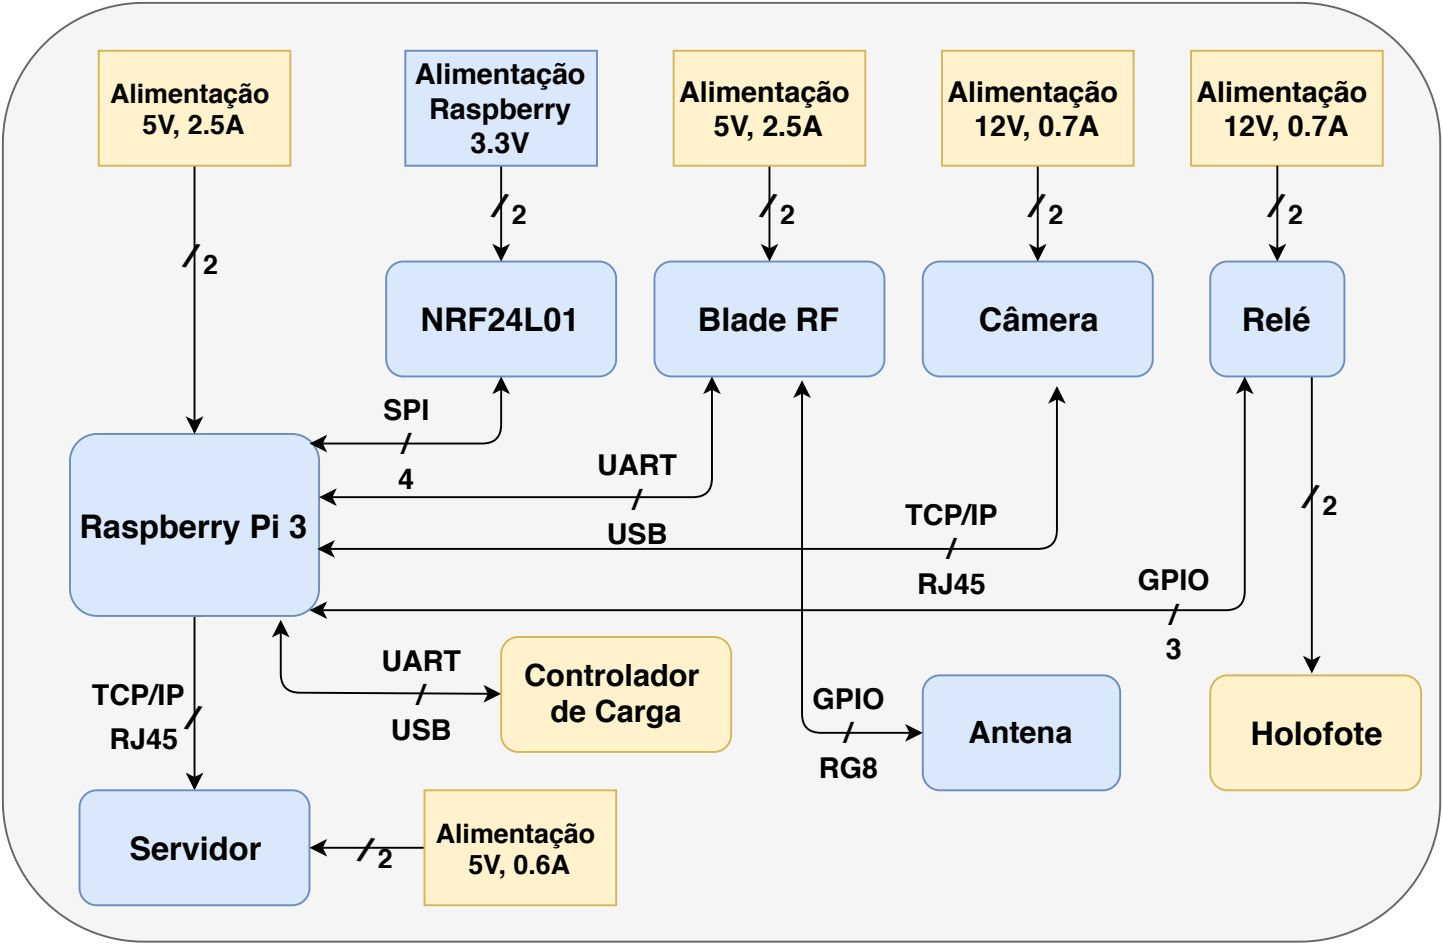 Alimentação
5V, 2.5A
Alimentação
Raspberry
3.3V
Alimentação
5V, 2.5A
Alimentação
12V, 0.7A
Alimentação
12V, 0.7A
2
2
2
2
2
NRF24L01
Blade RF
Câmera
Relé
SPI
4
UART
USB
TCP/IP
RJ45
GPIO
3
2
Raspberry Pi 3
UART
USB
Controlador
de Carga
TCP/IP
RJ45
GPIO
RG8
Antena
Holofote
Servidor
2
Alimentação
5V, 0.6A